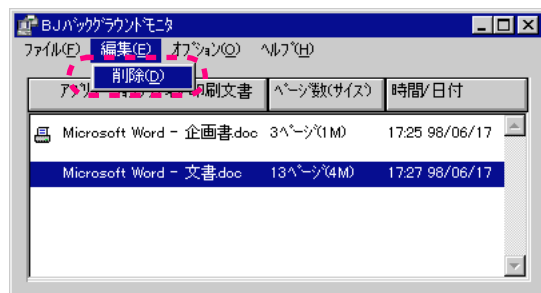 BJﾊﾞｯｸｸﾞﾗｳﾝﾄﾞﾓﾆﾀ
ﾌｧｲﾙ(F) 編集(E) ｵﾌﾟｼｮﾝ(O) ﾍﾙﾌﾟ(H)
削除(D)
印刷文書 ﾍﾟｰｼﾞ数(ｻｲｽﾞ) 時間/日付
Microsoft Word - 企画書.doc 3ﾍﾟｰｼﾞ(1M) 17:25 98/06/17
Microsoft Word - 文書.doc 13ﾍﾟｰｼﾞ(4M) 17:27 98/06/17